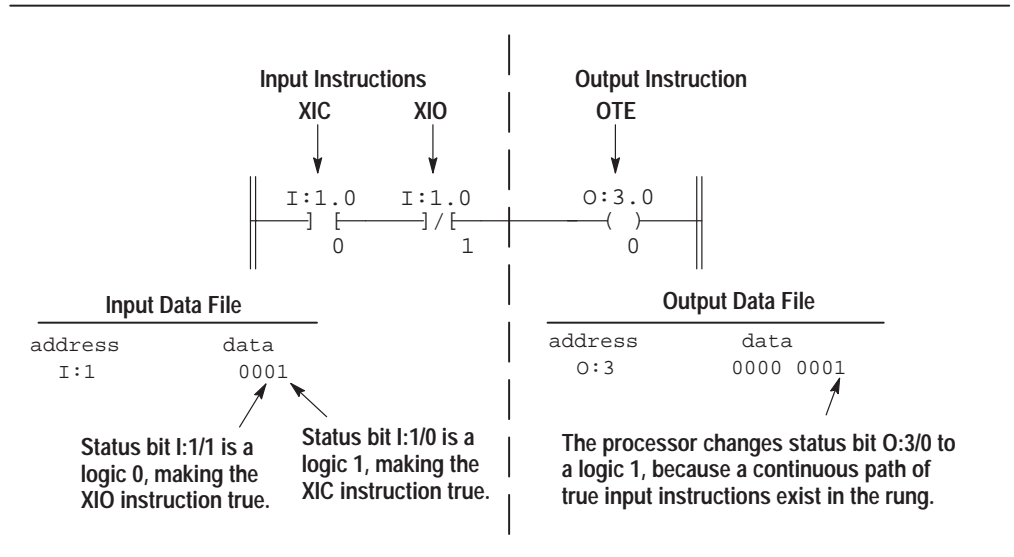 Input Instructions
Output Instruction
XIC XIO OTE
I:1.0 I:1.0 O:3.0
] [ ]/[ ( )
0 1 0
Input Data File
address data
I:1 0001
Status bit I:1/1 is a
logic 0, making the
XIO instruction true.
Status bit I:1/0 is a
logic 1, making the
XIC instruction true.
Output Data File
address data
O:3 0000 0001
The processor changes status bit O:3/0 to
a logic 1, because a continuous path of
true input instructions exist in the rung.